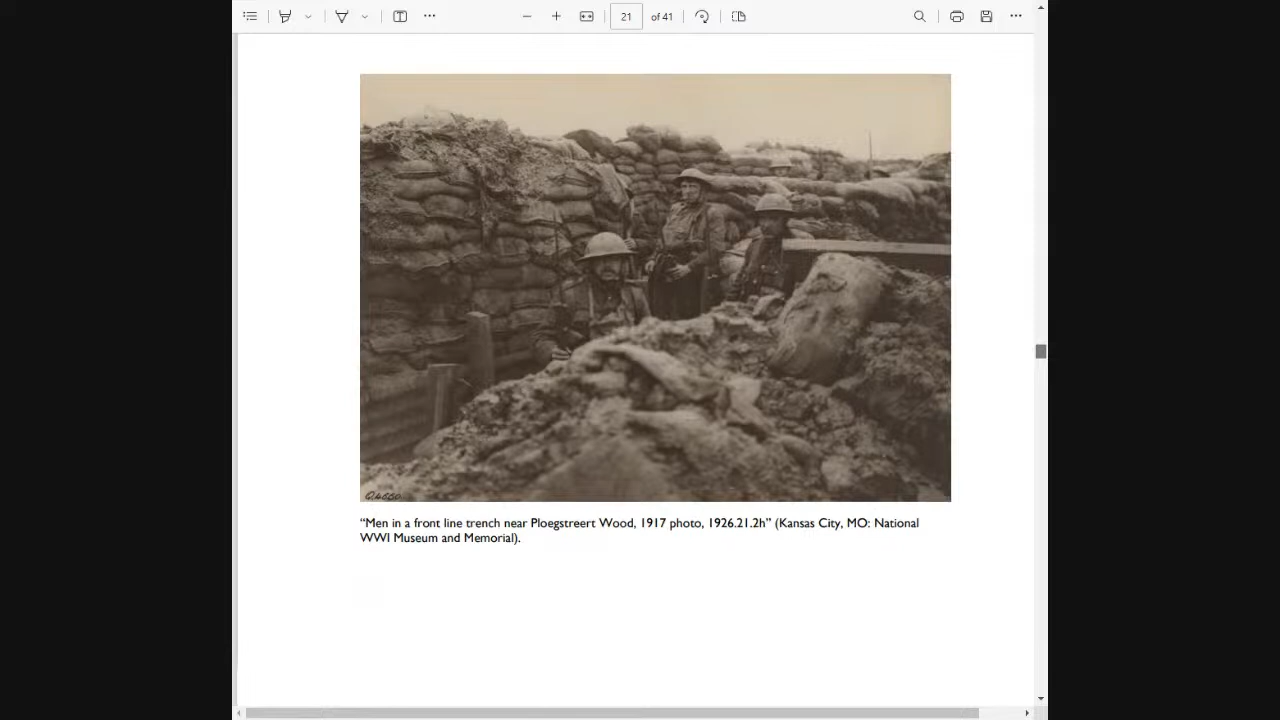 21 of 41
Q4660
“Men in a front line trench near Ploegstreert Wood, 1917 photo, 1926.21.2h” (Kansas City, MO: National
WWI Museum and Memorial).